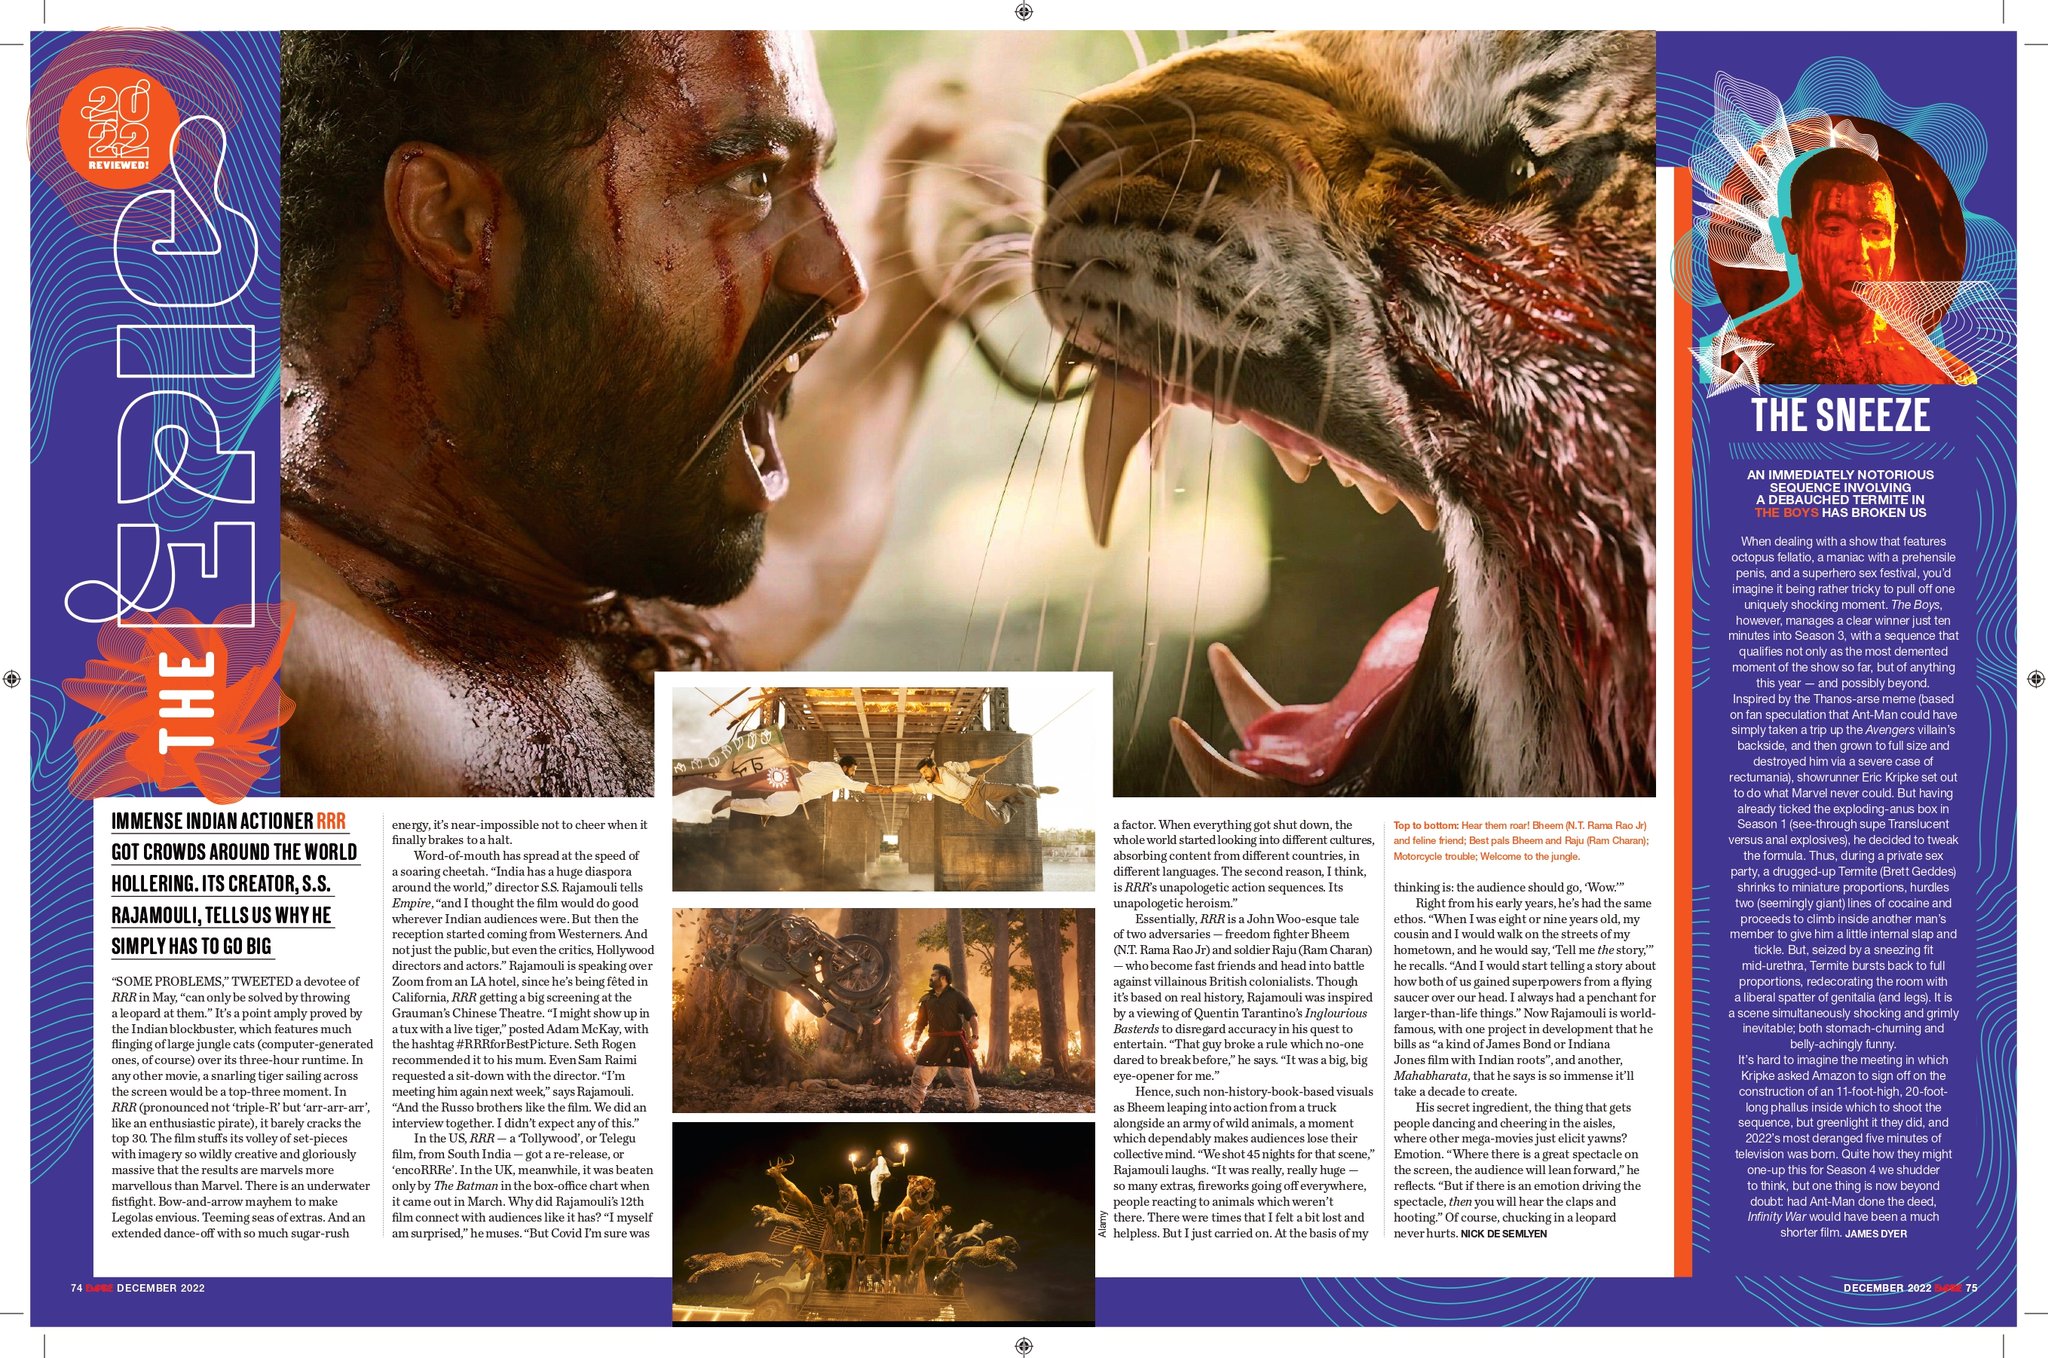 2022
REVIEWED!
THE EPIC
IMMENSE INDIAN ACTIONER RRR
GOT CROWDS AROUND THE WORLD
HOLLERING. ITS CREATOR, S.S.
RAJAMOULI, TELLS US WHY HE
SIMPLY HAS TO GO BIG
“SOME PROBLEMS,” TWEETED a devotee of
RRR in May, “can only be solved by throwing
a leopard at them.” It’s a point amply proved by
the Indian blockbuster, which features much
flinging of large jungle cats (computer-generated
ones, of course) over its three-hour runtime. In
any other movie, a snarling tiger sailing across
the screen would be a top-three moment. In
RRR (pronounced not ‘triple-R’ but ‘arr-arr-arr’,
like an enthusiastic pirate), it barely cracks the
top 30. The film stuffs its volley of set-pieces
with imagery so wildly creative and gloriously
massive that the results are marvels more
marvellous than Marvel. There is an underwater
fistfight. Bow-and-arrow mayhem to make
Legolas envious. Teeming seas of extras. And an
extended dance-off with so much sugar-rush
energy, it’s near-impossible not to cheer when it
finally brakes to a halt.
Word-of-mouth has spread at the speed of
a soaring cheetah. “India has a huge diaspora
around the world,” director S.S. Rajamouli tells
Empire, “and I thought the film would do good
wherever Indian audiences were. But then the
reception started coming from Westerners. And
not just the public, but even the critics, Hollywood
directors and actors.” Rajamouli is speaking over
Zoom from an LA hotel, since he’s being fêted in
California, RRR getting a big screening at the
Grauman’s Chinese Theatre. “I might show up in
a tux with a live tiger,” posted Adam McKay, with
the hashtag #RRRforBestPicture. Seth Rogen
recommended it to his mum. Even Sam Raimi
requested a sit-down with the director. “I’m
meeting him again next week,” says Rajamouli.
“And the Russo brothers like the film. We did an
interview together. I didn’t expect any of this.”
In the US, RRR — a ‘Tollywood’, or Telegu
film, from South India — got a re-release, or
‘encoRRRe’. In the UK, meanwhile, it was beaten
only by The Batman in the box-office chart when
it came out in March. Why did Rajamouli’s 12th
film connect with audiences like it has? “I myself
am surprised,” he muses. “But Covid I’m sure was
a factor. When everything got shut down, the
whole world started looking into different cultures,
absorbing content from different countries, in
different languages. The second reason, I think,
is RRR’s unapologetic action sequences. Its
unapologetic heroism.”
Essentially, RRR is a John Woo-esque tale
of two adversaries — freedom fighter Bheem
(N.T. Rama Rao Jr) and soldier Raju (Ram Charan)
— who become fast friends and head into battle
against villainous British colonialists. Though
it’s based on real history, Rajamouli was inspired
by a viewing of Quentin Tarantino’s Inglourious
Basterds to disregard accuracy in his quest to
entertain. “That guy broke a rule which no-one
dared to break before,” he says. “It was a big, big
eye-opener for me.”
Hence, such non-history-book-based visuals
as Bheem leaping into action from a truck
alongside an army of wild animals, a moment
which dependably makes audiences lose their
collective mind. “We shot 45 nights for that scene,”
Rajamouli laughs. “It was really, really huge —
so many extras, fireworks going off everywhere,
people reacting to animals which weren’t
there. There were times that I felt a bit lost and
helpless. But I just carried on. At the basis of my
Top to bottom: Hear them roar! Bheem (N.T. Rama Rao Jr)
and feline friend; Best pals Bheem and Raju (Ram Charan);
Motorcycle trouble; Welcome to the jungle.
thinking is: the audience should go, ‘Wow.’”
Right from his early years, he’s had the same
ethos. “When I was eight or nine years old, my
cousin and I would walk on the streets of my
hometown, and he would say, ‘Tell me the story,’”
he recalls. “And I would start telling a story about
how both of us gained superpowers from a flying
saucer over our head. I always had a penchant for
larger-than-life things.” Now Rajamouli is world-
famous, with one project in development that he
bills as “a kind of James Bond or Indiana
Jones film with Indian roots”, and another,
Mahabharata, that he says is so immense it’ll
take a decade to create.
His secret ingredient, the thing that gets
people dancing and cheering in the aisles,
where other mega-movies just elicit yawns?
Emotion. “Where there is a great spectacle on
the screen, the audience will lean forward,” he
reflects. “But if there is an emotion driving the
spectacle, then you will hear the claps and
hooting.” Of course, chucking in a leopard
never hurts. NICK DE SEMLYEN
Alamy
74 EMPIRE DECEMBER 2022
THE SNEEZE
AN IMMEDIATELY NOTORIOUS
SEQUENCE INVOLVING
A DEBAUCHED TERMITE IN
THE BOYS HAS BROKEN US
When dealing with a show that features
octopus fellatio, a maniac with a prehensile
penis, and a superhero sex festival, you’d
imagine it being rather tricky to pull off one
uniquely shocking moment. The Boys,
however, manages a clear winner just ten
minutes into Season 3, with a sequence that
qualifies not only as the most demented
moment of the show so far, but of anything
this year — and possibly beyond.
Inspired by the Thanos-arse meme (based
on fan speculation that Ant-Man could have
simply taken a trip up the Avengers villain’s
backside, and then grown to full size and
destroyed him via a severe case of
rectumania), showrunner Eric Kripke set out
to do what Marvel never could. But having
already ticked the exploding-anus box in
Season 1 (see-through supe Translucent
versus anal explosives), he decided to tweak
the formula. Thus, during a private sex
party, a drugged-up Termite (Brett Geddes)
shrinks to miniature proportions, hurdles
two (seemingly giant) lines of cocaine and
proceeds to climb inside another man’s
member to give him a little internal slap and
tickle. But, seized by a sneezing fit
mid-urethra, Termite bursts back to full
proportions, redecorating the room with
a liberal spatter of genitalia (and legs). It is
a scene simultaneously shocking and grimly
inevitable; both stomach-churning and
belly-achingly funny.
It’s hard to imagine the meeting in which
Kripke asked Amazon to sign off on the
construction of an 11-foot-high, 20-foot-
long phallus inside which to shoot the
sequence, but greenlight it they did, and
2022’s most deranged five minutes of
television was born. Quite how they might
one-up this for Season 4 we shudder
to think, but one thing is now beyond
doubt: had Ant-Man done the deed,
Infinity War would have been a much
shorter film. JAMES DYER
DECEMBER 2022 EMPIRE 75